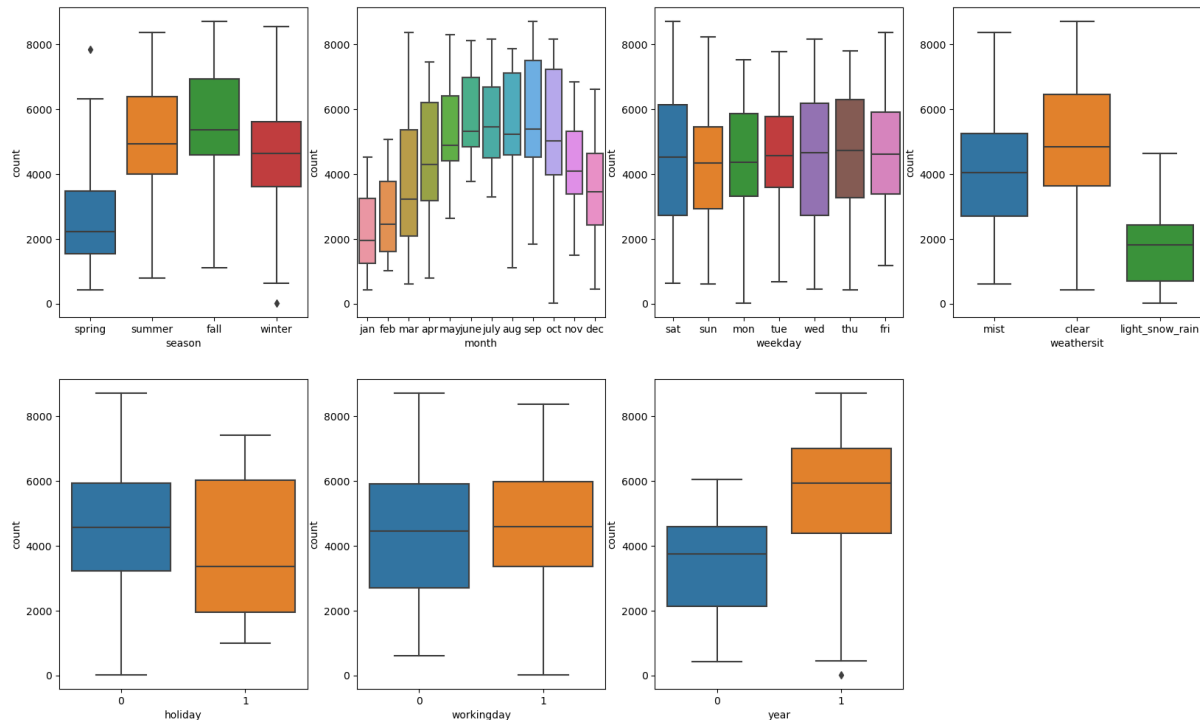 count
8000
6000
4000
2000
0
spring summer fall winter
season
count
8000
6000
4000
2000
0
jan feb mar apr may june july aug sep oct nov dec
month
count
8000
6000
4000
2000
0
sat sun mon tue wed thu fri
weekday
count
8000
6000
4000
2000
0
mist clear light_snow_rain
weathersit
count
8000
6000
4000
2000
0
0 1
holiday
count
8000
6000
4000
2000
0
0 1
workingday
count
8000
6000
4000
2000
0
0 1
year